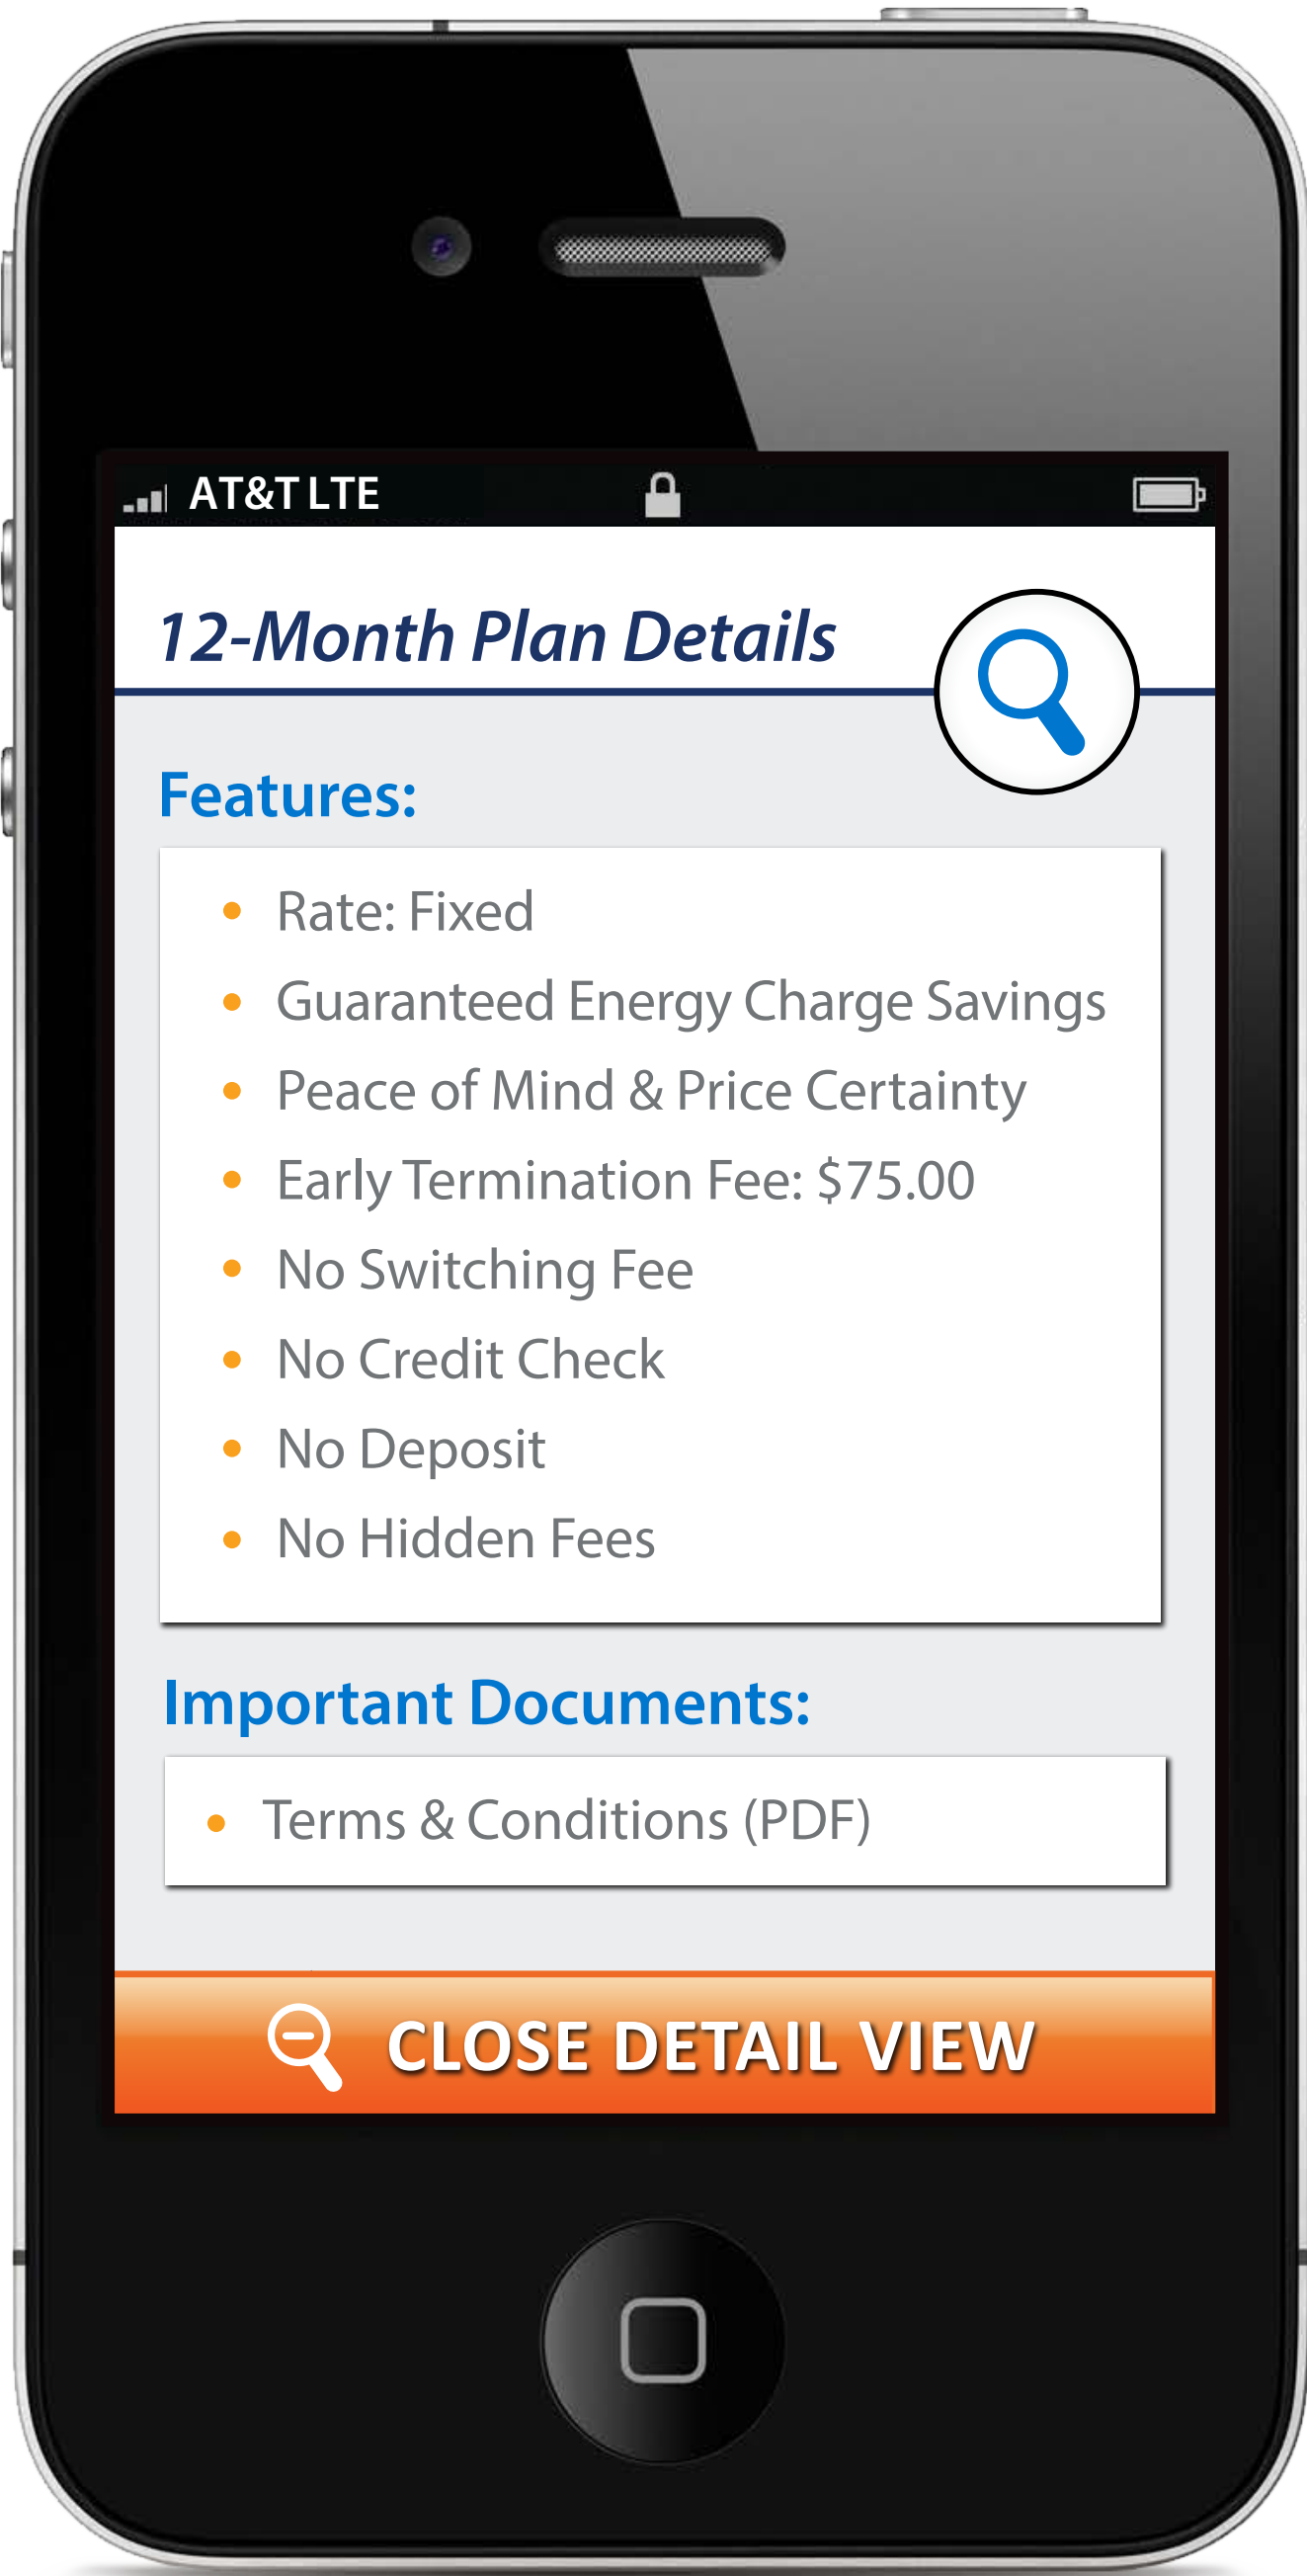 AT&T LTE
12-Month Plan Details
Features:
• Rate: Fixed
• Guaranteed Energy Charge Savings
• Peace of Mind & Price Certainty
• Early Termination Fee: $75.00
• No Switching Fee
• No Credit Check
• No Deposit
• No Hidden Fees
Important Documents:
• Terms & Conditions (PDF)
CLOSE DETAIL VIEW